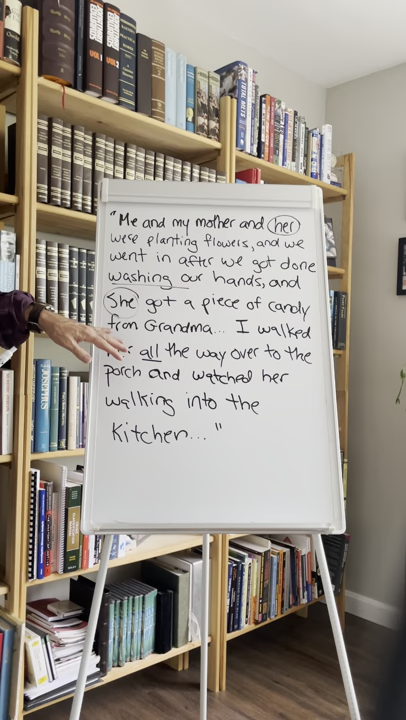 "Me and my mother and her
were planting flowers, and we
went in after we got done
washing our hands, and
She got a piece of candy
from Grandma... I walked
all the way over to the
porch and watched her
walking into the
Kitchen..."